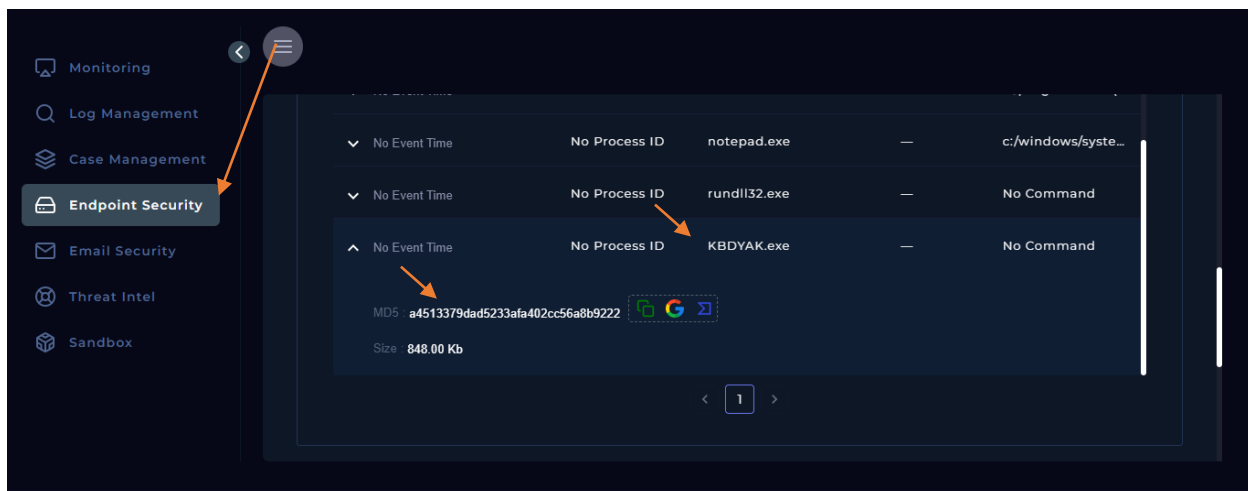 Monitoring
Log Management
Case Management
Endpoint Security
Email Security
Threat Intel
Sandbox
No Event Time No Process ID notepad.exe — c:/windows/syste...
No Event Time No Process ID rundll32.exe — No Command
No Event Time No Process ID KBDYAK.exe — No Command
MD5 : a4513379dad5233afa402cc56a8b9222
Size : 848.00 Kb
< 1 >